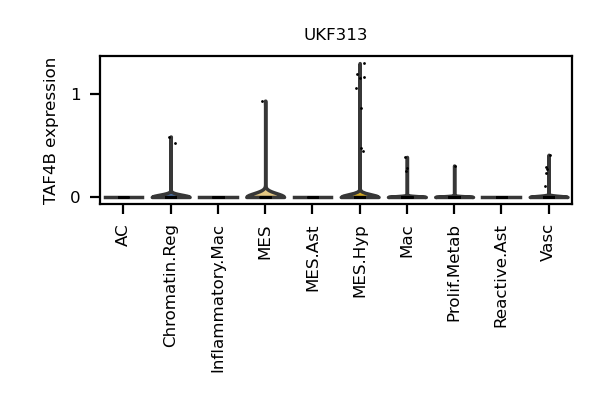 UKF313
TAF4B expression
1
0
AC
Chromatin.Reg
Inflammatory.Mac
MES
MES.Ast
MES.Hyp
Mac
Prolif.Metab
Reactive.Ast
Vasc